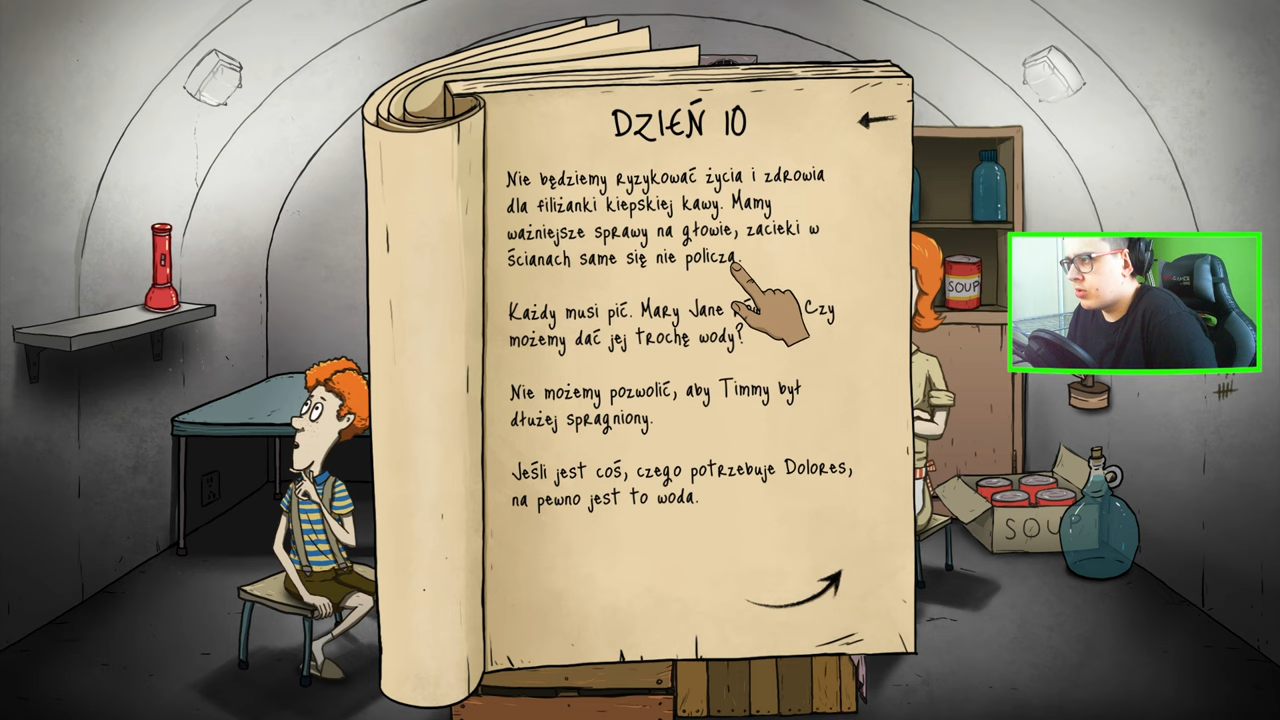 DZIEŃ 10
Nie będziemy ryzykować życia i zdrowia
dla filiżanki kiepskiej kawy. Mamy
ważniejsze sprawy na głowie, zacieki w
ścianach same się nie policzą.
Każdy musi pić. Mary Jane Czy
możemy dać jej trochę wody?
Nie możemy pozwolić, aby Timmy był
dłużej spragniony.
Jeśli jest coś, czego potrzebuje Dolores,
na pewno jest to woda.
SOUP
SOUP